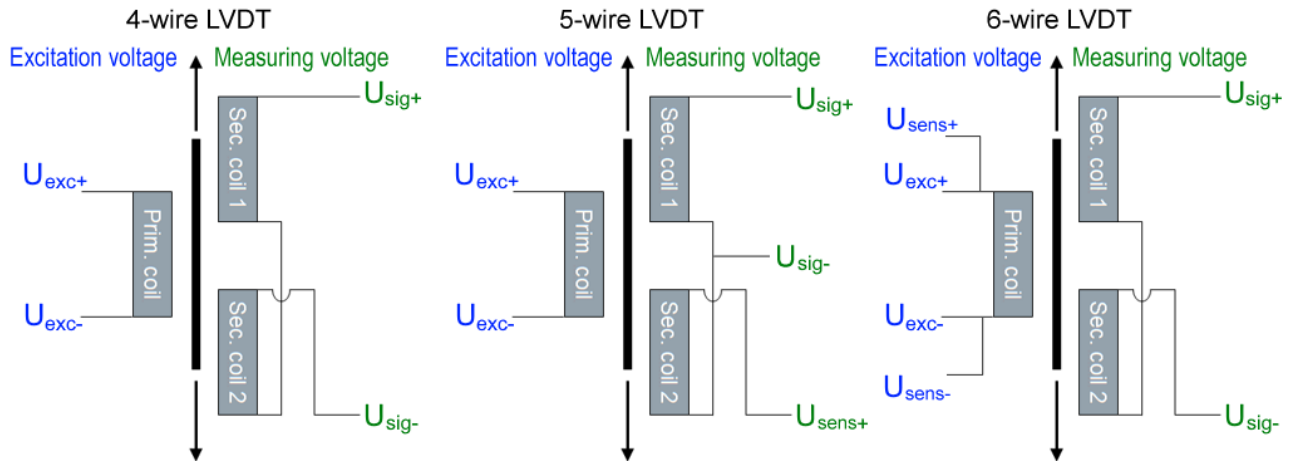 4-wire LVDT
Excitation voltage
Measuring voltage
Usig+
Sec. coil 1
Uexc+
Prim. coil
Uexc-
Sec. coil 2
Usig-
5-wire LVDT
Excitation voltage
Measuring voltage
Usig+
Sec. coil 1
Uexc+
Prim. coil
Usig-
Uexc-
Sec. coil 2
Usens+
6-wire LVDT
Excitation voltage
Measuring voltage
Usig+
Usens+
Sec. coil 1
Uexc+
Prim. coil
Uexc-
Sec. coil 2
Usens-
Usig-